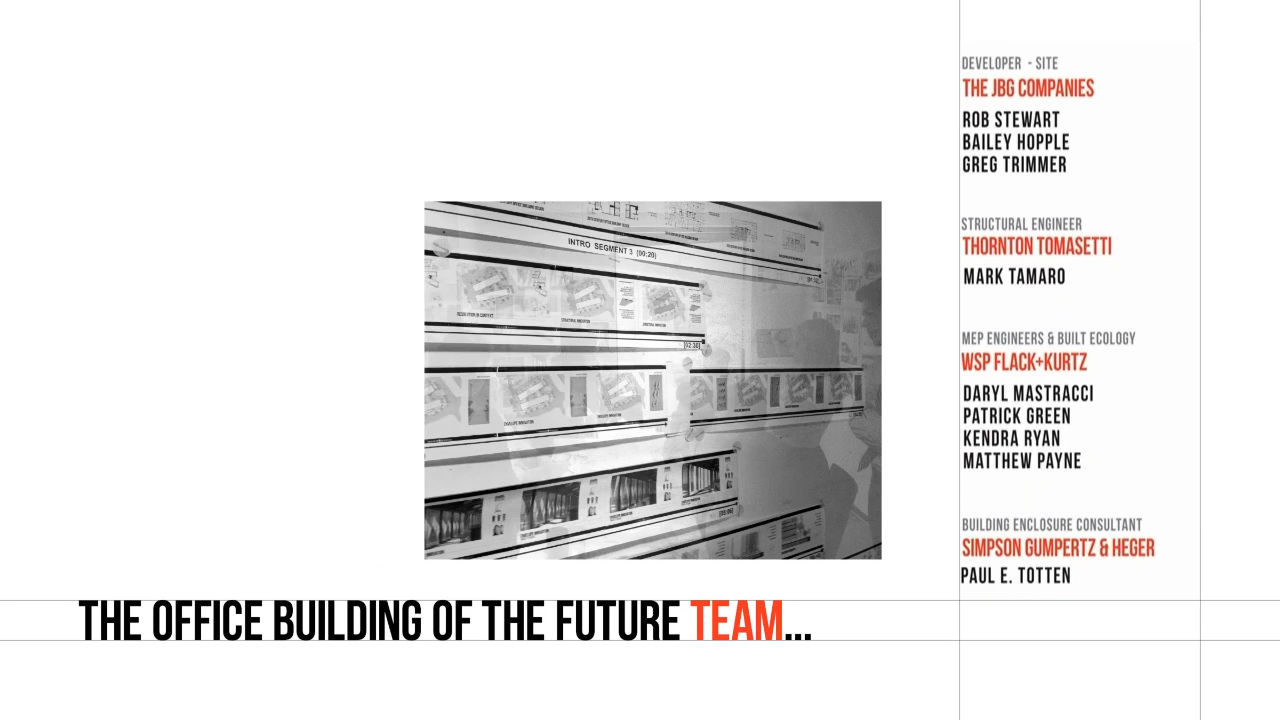 DEVELOPER - SITE
THE JBG COMPANIES
ROB STEWART
BAILEY HOPPLE
GREG TRIMMER
STRUCTURAL ENGINEER
THORNTON TOMASETTI
MARK TAMARO
MEP ENGINEERS & BUILT ECOLOGY
WSP FLACK+KURTZ
DARYL MASTRACCI
PATRICK GREEN
KENDRA RYAN
MATTHEW PAYNE
BUILDING ENCLOSURE CONSULTANT
SIMPSON GUMPERTZ & HEGER
PAUL E. TOTTEN
INTRO SEGMENT 3 (00:20)
THE OFFICE BUILDING OF THE FUTURE TEAM...